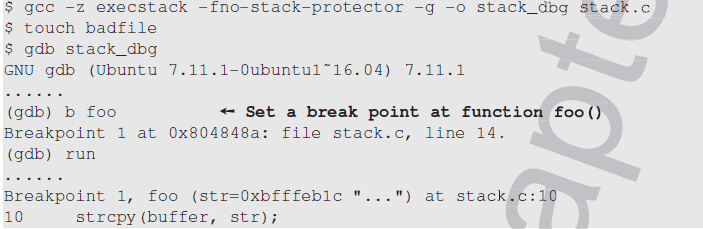 $ gcc -z execstack -fno-stack-protector -g -o stack_dbg stack.c
$ touch badfile
$ gdb stack_dbg
GNU gdb (Ubuntu 7.11.1-0ubuntu1~16.04) 7.11.1
......
(gdb) b foo ← Set a break point at function foo()
Breakpoint 1 at 0x804848a: file stack.c, line 14.
(gdb) run
......
Breakpoint 1, foo (str=0xbfffeb1c "...") at stack.c:10
10 strcpy(buffer, str);
apte